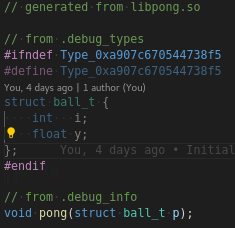 // generated from libpong.so
// from .debug_types
#ifndef Type_0xa907c670544738f5
#define Type_0xa907c670544738f5
You, 4 days ago | 1 author (You)
struct ball_t {
    int   i;
    float y;
};     You, 4 days ago • Initial
#endif
// from .debug_info
void pong(struct ball_t p);